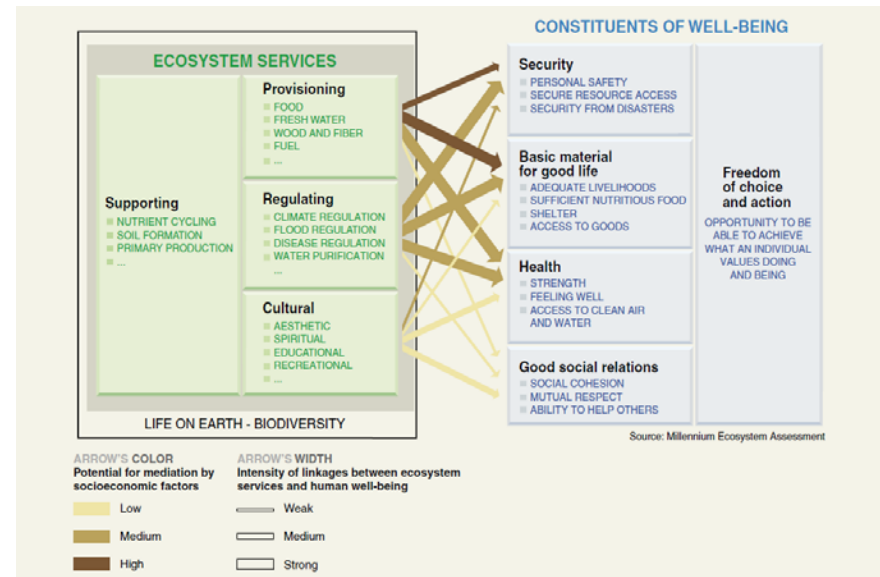 CONSTITUENTS OF WELL-BEING
ECOSYSTEM SERVICES
Supporting
NUTRIENT CYCLING
SOIL FORMATION
PRIMARY PRODUCTION
...
Provisioning
FOOD
FRESH WATER
WOOD AND FIBER
FUEL
...
Regulating
CLIMATE REGULATION
FLOOD REGULATION
DISEASE REGULATION
WATER PURIFICATION
...
Cultural
AESTHETIC
SPIRITUAL
EDUCATIONAL
RECREATIONAL
...
LIFE ON EARTH - BIODIVERSITY
Security
PERSONAL SAFETY
SECURE RESOURCE ACCESS
SECURITY FROM DISASTERS
Basic material
for good life
ADEQUATE LIVELIHOODS
SUFFICIENT NUTRITIOUS FOOD
SHELTER
ACCESS TO GOODS
Health
STRENGTH
FEELING WELL
ACCESS TO CLEAN AIR
AND WATER
Good social relations
SOCIAL COHESION
MUTUAL RESPECT
ABILITY TO HELP OTHERS
Freedom
of choice
and action
OPPORTUNITY TO BE
ABLE TO ACHIEVE
WHAT AN INDIVIDUAL
VALUES DOING
AND BEING
Source: Millennium Ecosystem Assessment
ARROW'S COLOR
Potential for mediation by
socioeconomic factors
Low
Medium
High
ARROW'S WIDTH
Intensity of linkages between ecosystem
services and human well-being
Weak
Medium
Strong